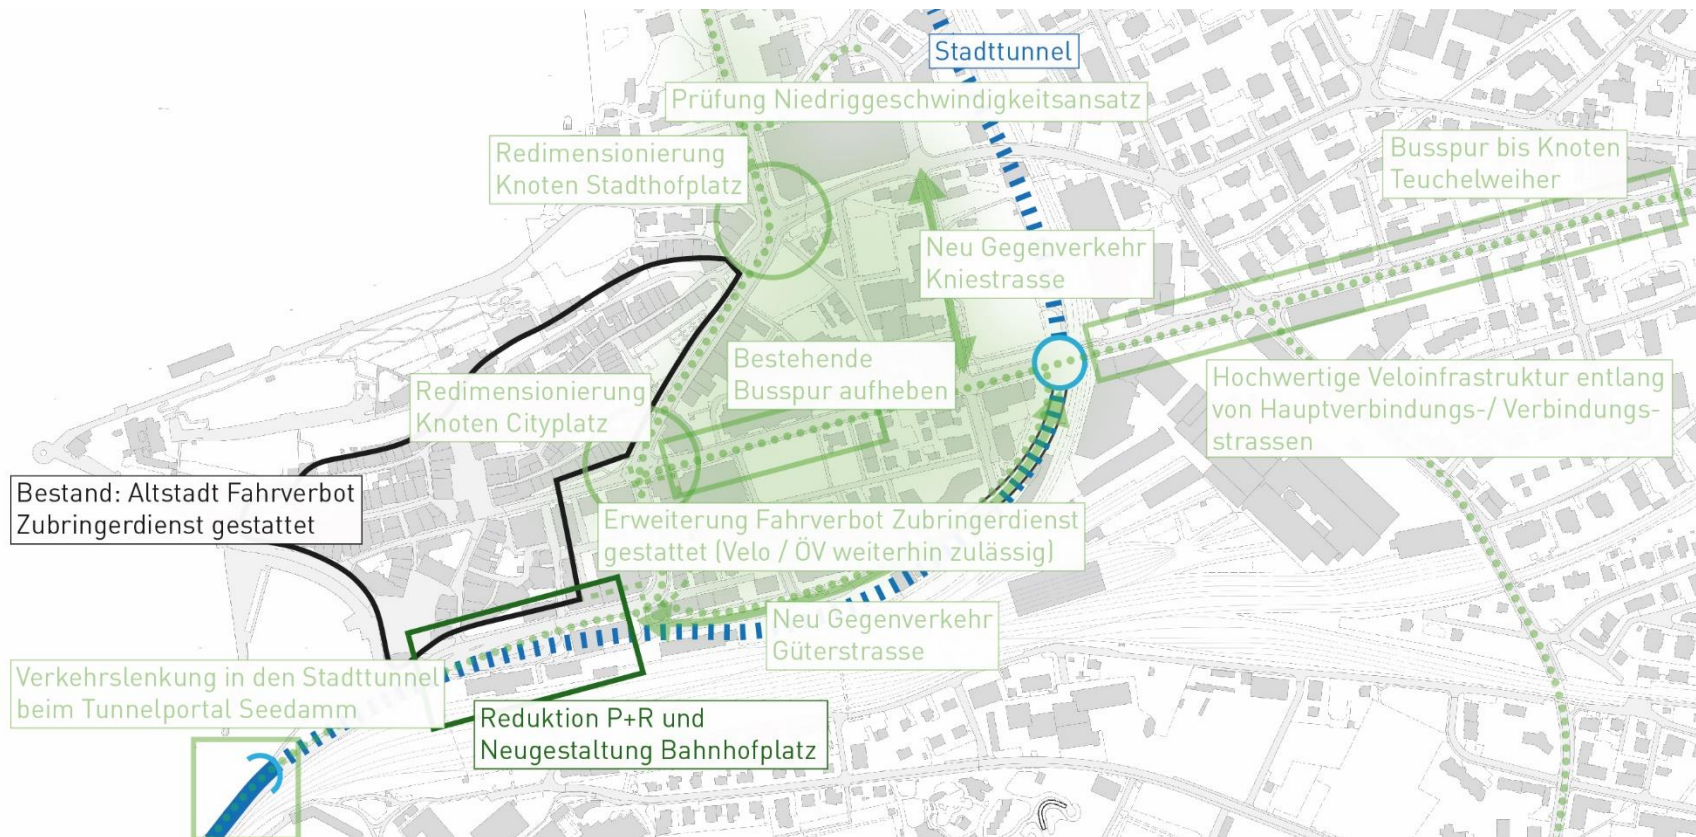 Stadttunnel
Prüfung Niedriggeschwindigkeitsansatz
Redimensionierung
Knoten Stadthofplatz
Busspur bis Knoten
Teuchelweiher
Neu Gegenverkehr
Kniestrasse
Bestehende
Busspur aufheben
Redimensionierung
Knoten Cityplatz
Hochwertige Veloinfrastruktur entlang
von Hauptverbindungs-/ Verbindungs-
strassen
Bestand: Altstadt Fahrverbot
Zubringerdienst gestattet
Erweiterung Fahrverbot Zubringerdienst
gestattet (Velo / ÖV weiterhin zulässig)
Neu Gegenverkehr
Güterstrasse
Verkehrslenkung in den Stadttunnel
beim Tunnelportal Seedamm
Reduktion P+R und
Neugestaltung Bahnhofplatz